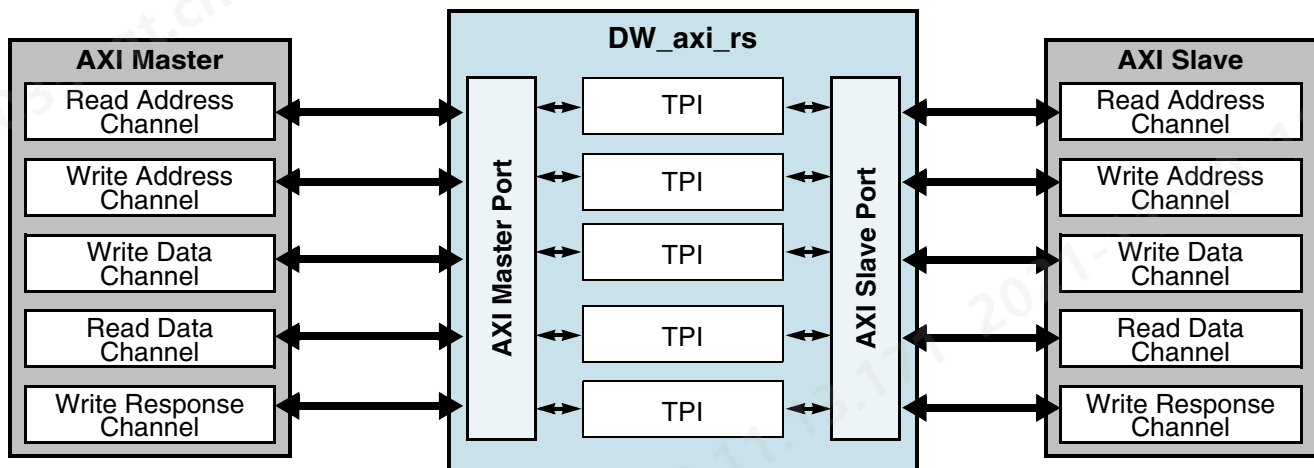 DW_axi_rs
AXI Master
Read Address
Channel
Write Address
Channel
Write Data
Channel
Read Data
Channel
Write Response
Channel
AXI Master Port
TPI
TPI
TPI
TPI
TPI
AXI Slave Port
AXI Slave
Read Address
Channel
Write Address
Channel
Write Data
Channel
Read Data
Channel
Write Response
Channel